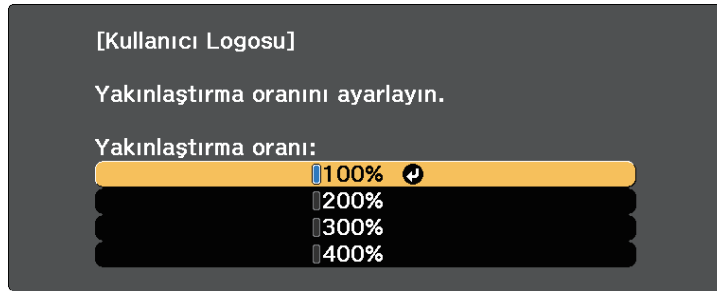 [Kullanıcı Logosu]
Yakınlaştırma oranını ayarlayın.
Yakınlaştırma oranı:
100%
200%
300%
400%